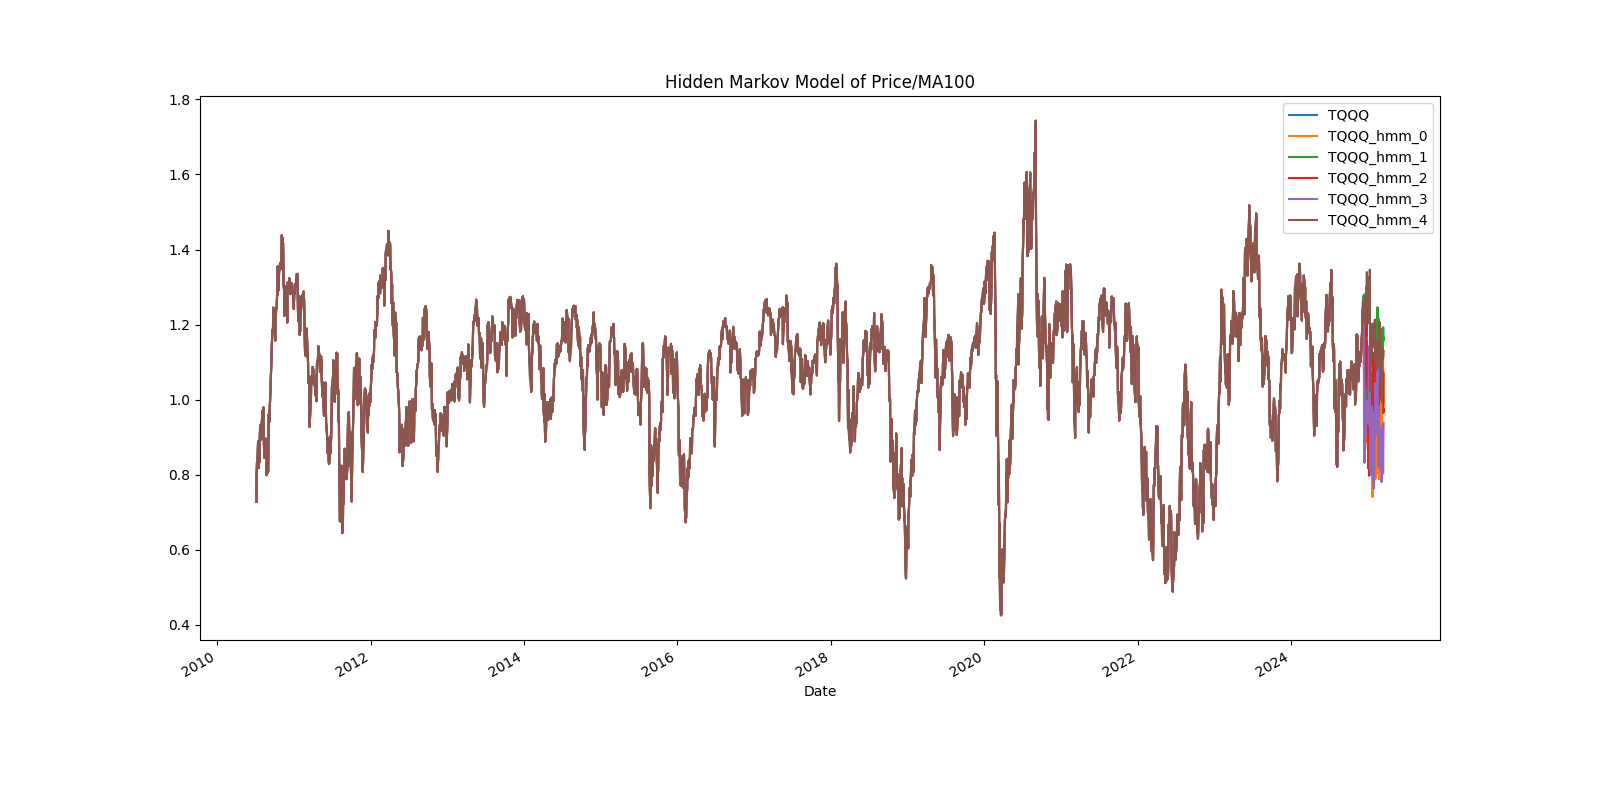 Hidden Markov Model of Price/MA100
1.8
1.6
1.4
1.2
1.0
0.8
0.6
0.4
TQQQ
TQQQ_hmm_0
TQQQ_hmm_1
TQQQ_hmm_2
TQQQ_hmm_3
TQQQ_hmm_4
2010 2012 2014 2016 2018 2020 2022 2024
Date